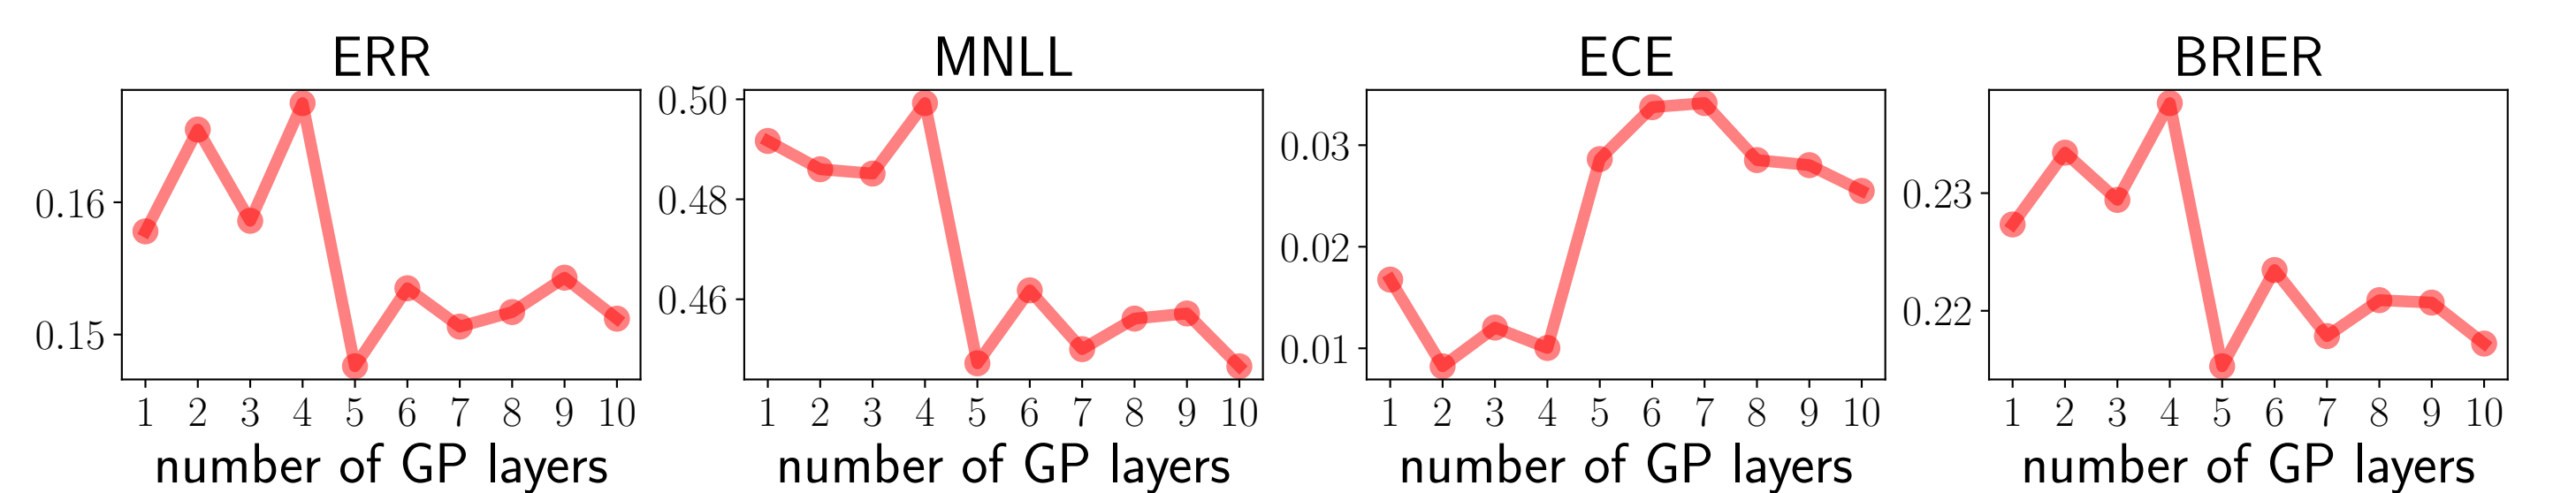 ERR
0.16
0.15
1 2 3 4 5 6 7 8 9 10
number of GP layers
MNLL
0.50
0.48
0.46
1 2 3 4 5 6 7 8 9 10
number of GP layers
ECE
0.03
0.02
0.01
1 2 3 4 5 6 7 8 9 10
number of GP layers
BRIER
0.23
0.22
1 2 3 4 5 6 7 8 9 10
number of GP layers